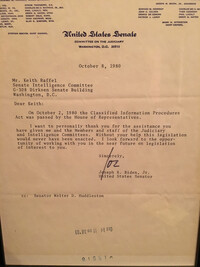 United States Senate
COMMITTEE ON THE JUDICIARY
WASHINGTON, D.C. 20510
October 8, 1980
Mr. Keith Raffel
Senate Intelligence Committee
G-308 Dirksen Senate Building
Washington, D.C.
Dear Keith:
On October 2, 1980 the Classified Information Procedures
Act was passed by the House of Representatives.
I want to personally thank you for the assistance you
have given me and the Members and staff of the Judiciary
and Intelligence Committees. Without your help this legislation
would never have been enacted. I look forward to the
opportunity of working with you in the near future on legislation
of interest to you.
Sincerely,
Joe
Joseph R. Biden, Jr.
United States Senator
cc: Senator Walter D. Huddleston